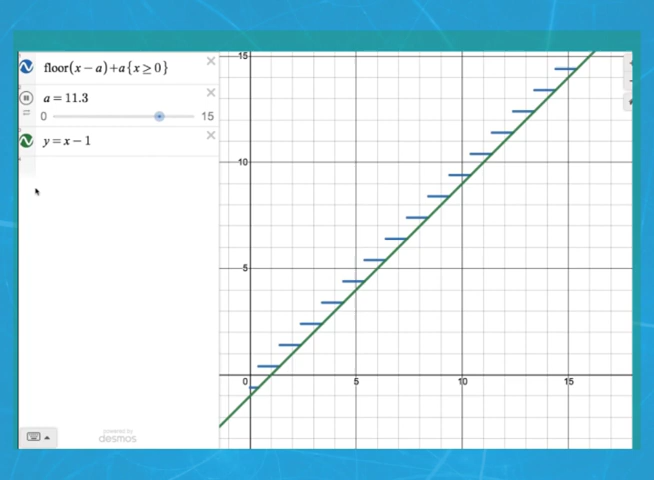 floor(x − a)+a{x ≥ 0}
a = 11.3
0 15
y = x − 1
powered by
desmos
15
10
5
0 5 10 15